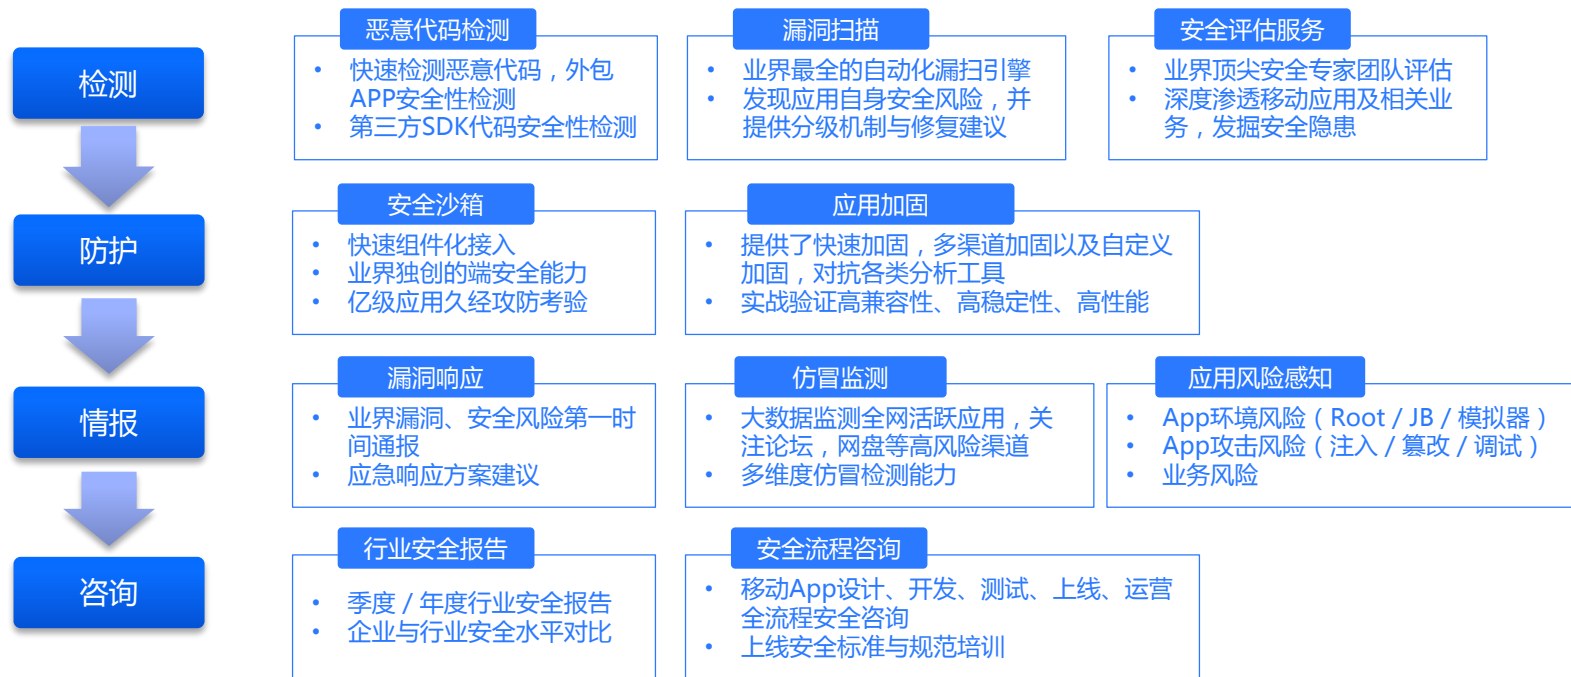 检测
恶意代码检测
• 快速检测恶意代码，外包
APP安全性检测
• 第三方SDK代码安全性检测
漏洞扫描
• 业界最全的自动化漏扫引擎
• 发现应用自身安全风险，并
提供分级机制与修复建议
安全评估服务
• 业界顶尖安全专家团队评估
• 深度渗透移动应用及相关业
务，发掘安全隐患
防护
安全沙箱
• 快速组件化接入
• 业界独创的端安全能力
• 亿级应用久经攻防考验
应用加固
• 提供了快速加固，多渠道加固以及自定义
加固，对抗各类分析工具
• 实战验证高兼容性、高稳定性、高性能
情报
漏洞响应
• 业界漏洞、安全风险第一时
间通报
• 应急响应方案建议
仿冒监测
• 大数据监测全网活跃应用，关
注论坛，网盘等高风险渠道
• 多维度仿冒检测能力
应用风险感知
• App环境风险（Root / JB / 模拟器）
• App攻击风险（注入 / 篡改 / 调试）
• 业务风险
咨询
行业安全报告
• 季度 / 年度行业安全报告
• 企业与行业安全水平对比
安全流程咨询
• 移动App设计、开发、测试、上线、运营
全流程安全咨询
• 上线安全标准与规范培训